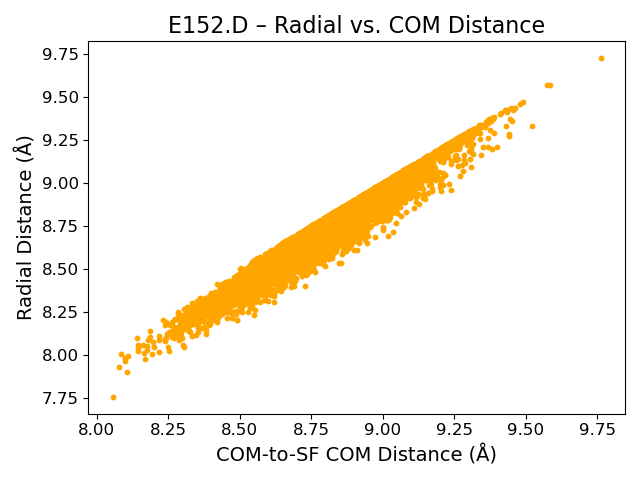 E152.D – Radial vs. COM Distance
9.75
9.50
9.25
9.00
8.75
8.50
8.25
8.00
7.75
Radial Distance (Å)
8.00 8.25 8.50 8.75 9.00 9.25 9.50 9.75
COM-to-SF COM Distance (Å)